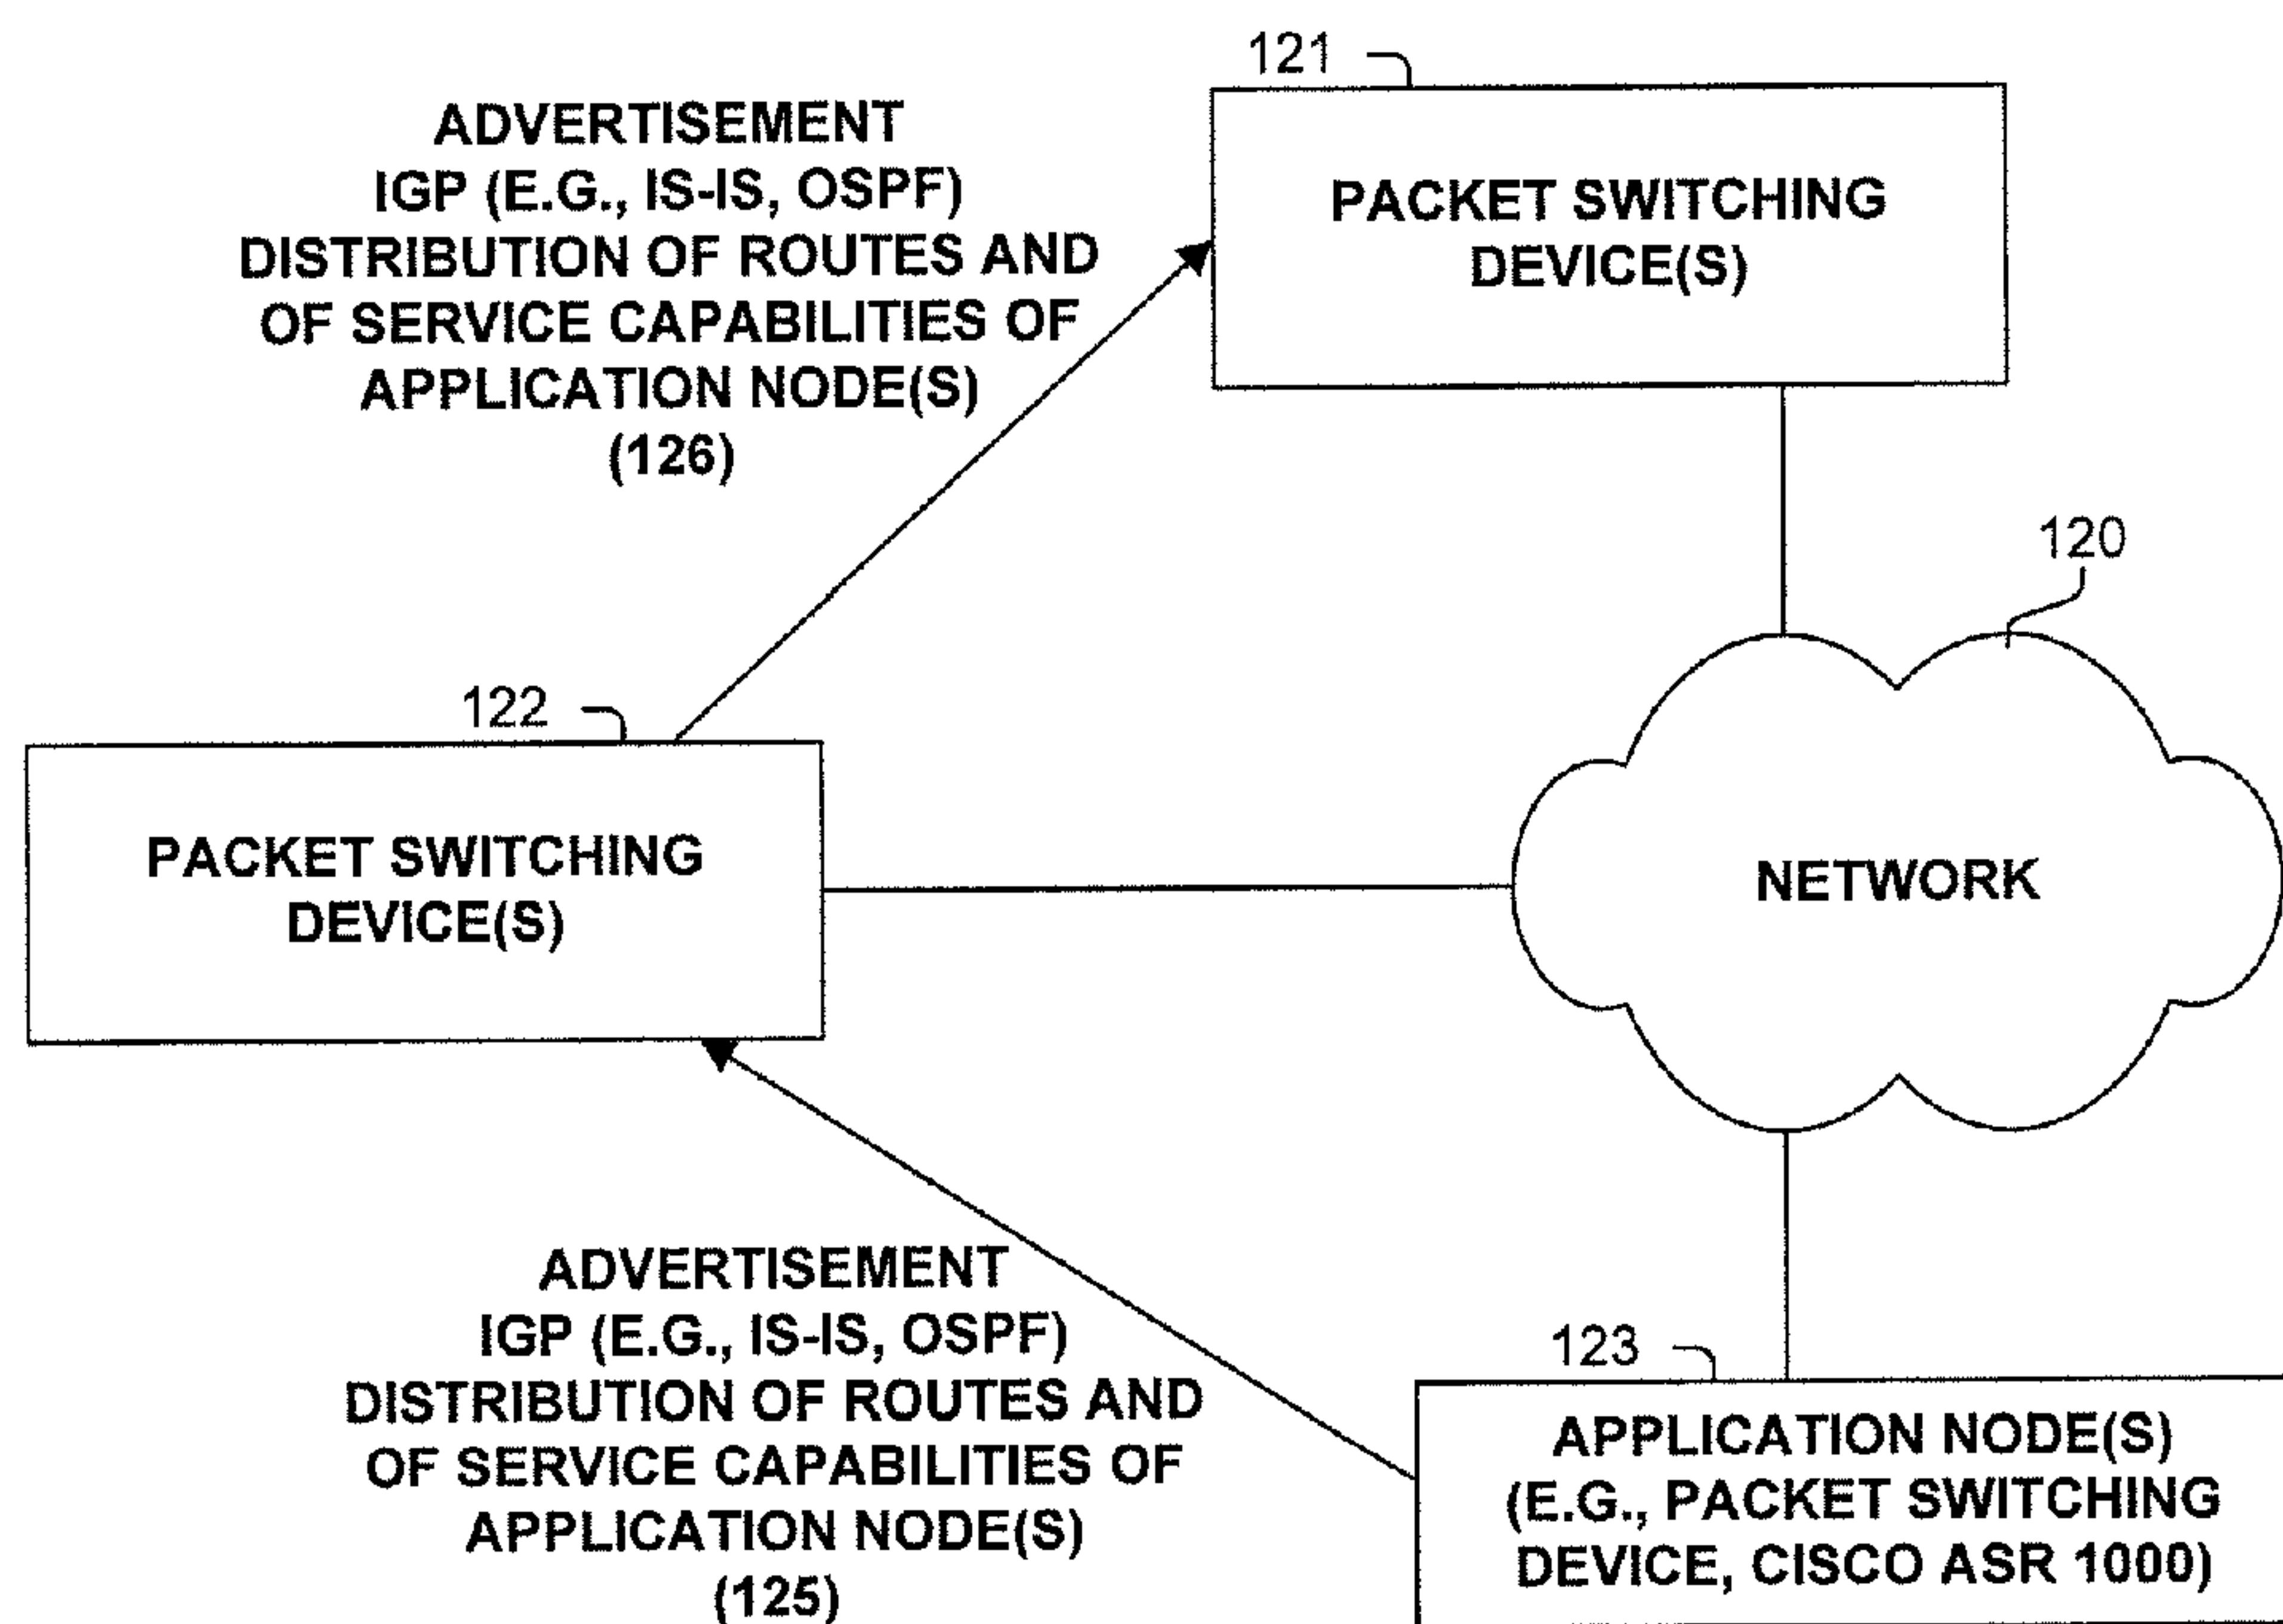 121
ADVERTISEMENT
IGP (E.G., IS-IS, OSPF)
DISTRIBUTION OF ROUTES AND
OF SERVICE CAPABILITIES OF
APPLICATION NODE(S)
(126)
PACKET SWITCHING
DEVICE(S)
120
122
PACKET SWITCHING
DEVICE(S)
NETWORK
ADVERTISEMENT
IGP (E.G., IS-IS, OSPF)
DISTRIBUTION OF ROUTES AND
OF SERVICE CAPABILITIES OF
APPLICATION NODE(S)
(125)
123
APPLICATION NODE(S)
(E.G., PACKET SWITCHING
DEVICE, CISCO ASR 1000)